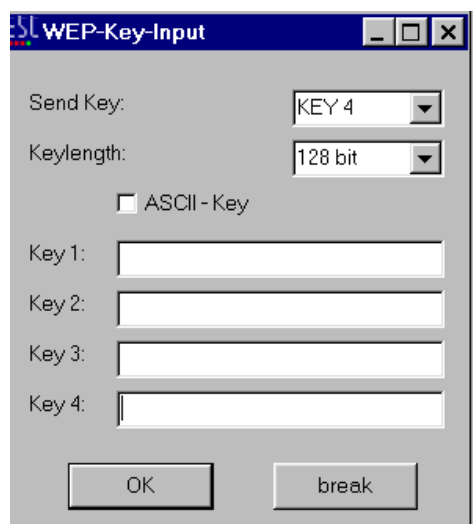 WEP-Key-Input
Send Key: KEY 4
Keylength: 128 bit
ASCII - Key
Key 1:
Key 2:
Key 3:
Key 4:
OK break